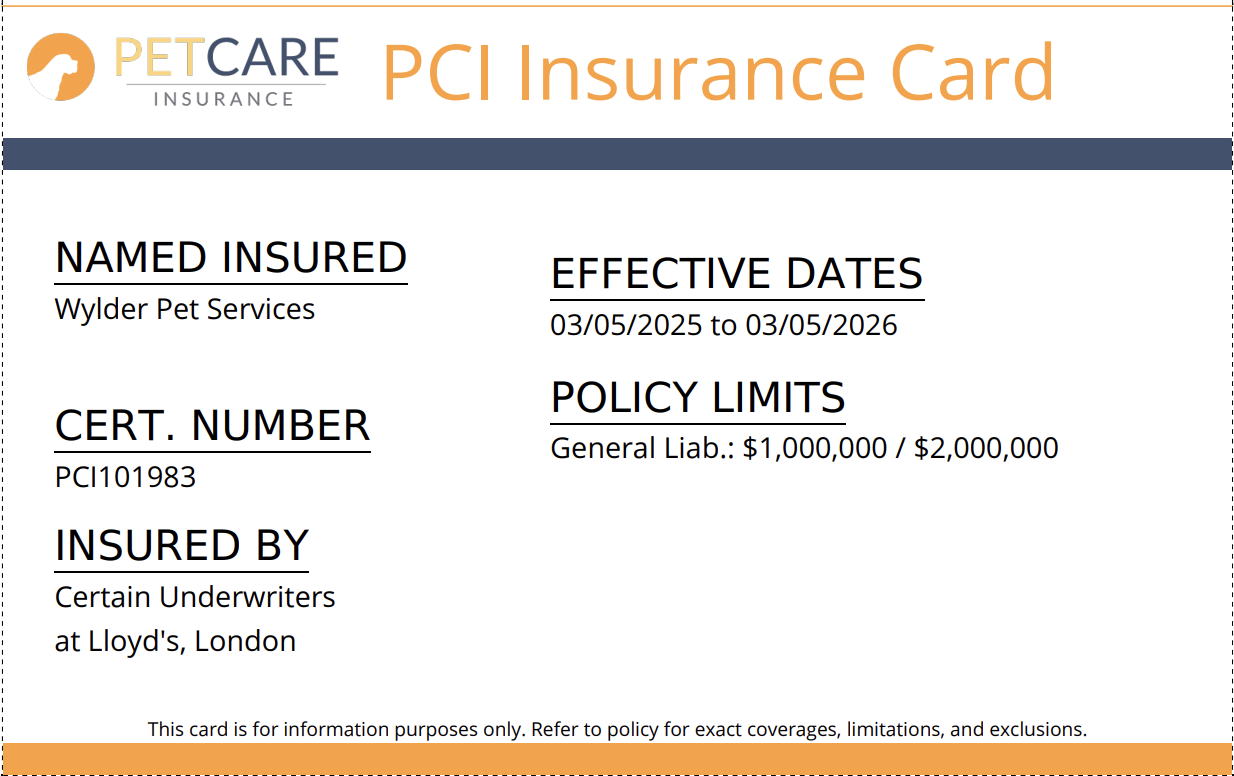 PETCARE
INSURANCE
PCI Insurance Card
NAMED INSURED
Wylder Pet Services
CERT. NUMBER
PCI101983
INSURED BY
Certain Underwriters
at Lloyd's, London
EFFECTIVE DATES
03/05/2025 to 03/05/2026
POLICY LIMITS
General Liab.: $1,000,000 / $2,000,000
This card is for information purposes only. Refer to policy for exact coverages, limitations, and exclusions.